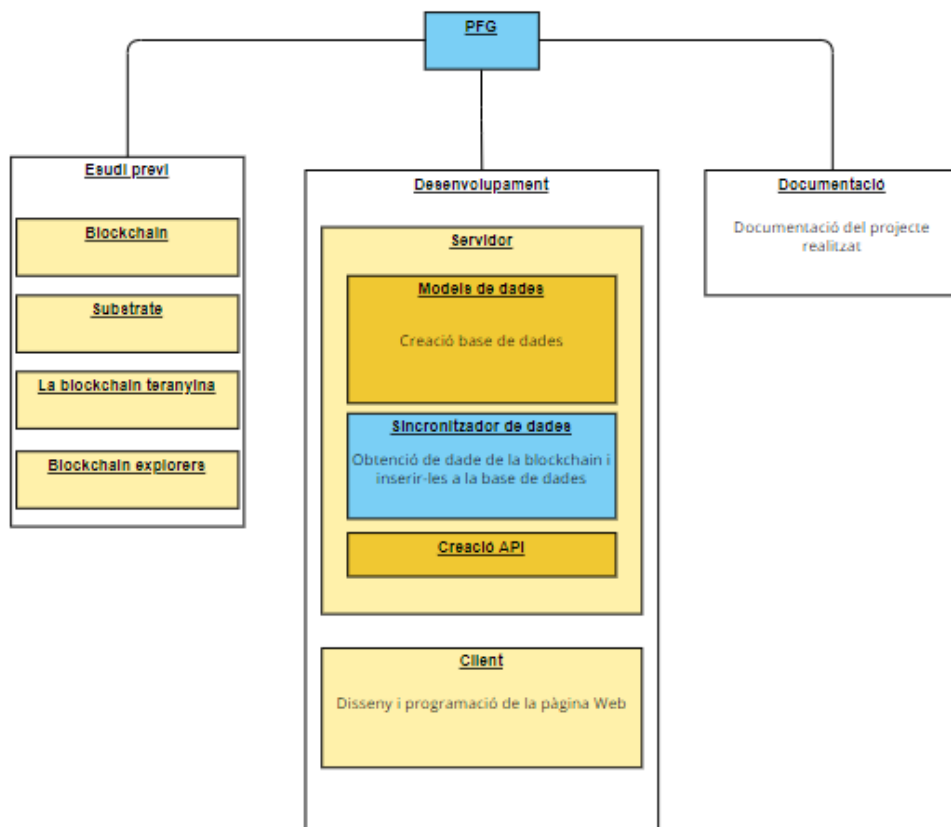 PFG
Esudi previ
Blockchain
Substrate
La blockchain teranyina
Blockchain explorers
Desenvolupament
Servidor
Models de dades
Creació base de dades
Sincronitzador de dades
Obtenció de dade de la blockchain i
inserir-les a la base de dades
Creació API
Client
Disseny i programació de la pàgina Web
Documentació
Documentació del projecte
realitzat